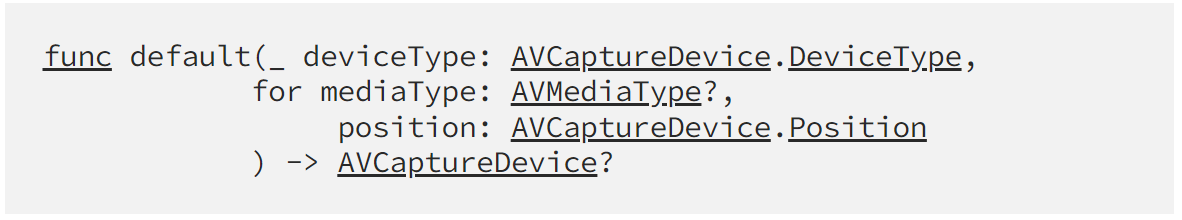 func default(_ deviceType: AVCaptureDevice.DeviceType,
for mediaType: AVMediaType?,
position: AVCaptureDevice.Position
) -> AVCaptureDevice?